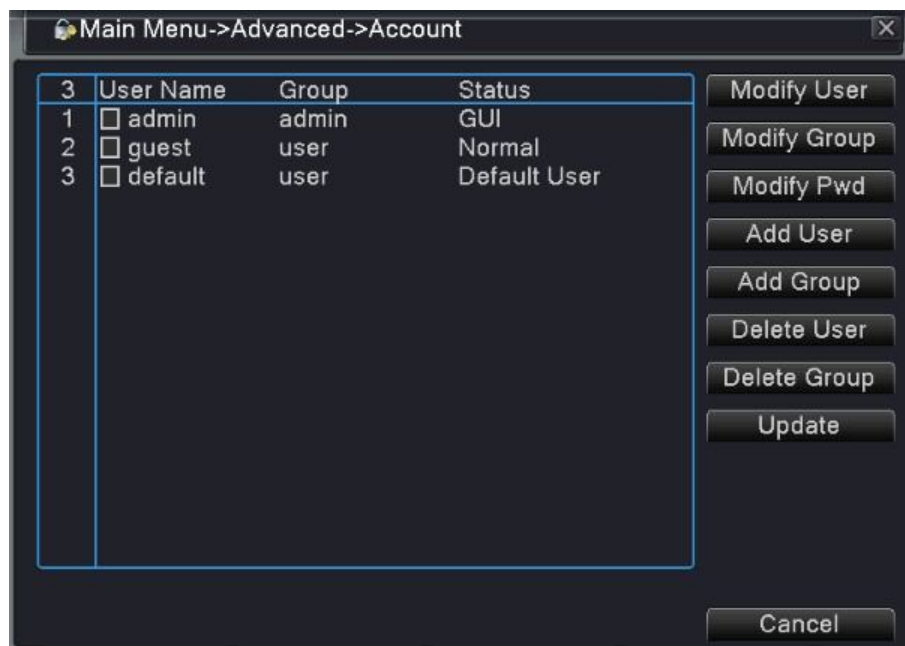 Main Menu->Advanced->Account
3 User Name Group Status
1 admin admin GUI
2 guest user Normal
3 default user Default User
Modify User
Modify Group
Modify Pwd
Add User
Add Group
Delete User
Delete Group
Update
Cancel